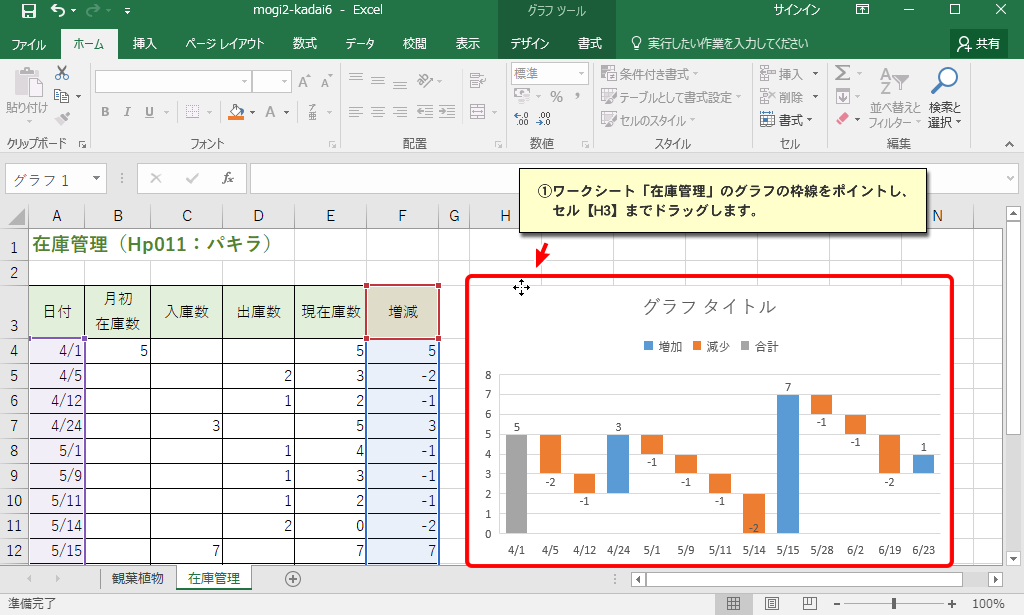 mogi2-kadai6 - Excel
グラフ ツール
サインイン
ファイル ホーム 挿入 ページ レイアウト 数式 データ 校閲 表示 デザイン 書式 実行したい作業を入力してください 共有
貼り付け
B I U A
標準
% ,
条件付き書式
テーブルとして書式設定
セルのスタイル
挿入
削除
書式
並べ替えと
フィルター
検索と
選択
クリップボード フォント 配置 数値 スタイル セル 編集
グラフ 1 fx
①ワークシート「在庫管理」のグラフの枠線をポイントし、
セル【H3】までドラッグします。
A B C D E F G H N
1 在庫管理（Hp011：パキラ）
2
3 日付 月初在庫数 入庫数 出庫数 現在庫数 増減
4 4/1 5 5 5
5 4/5 2 3 -2
6 4/12 1 2 -1
7 4/24 3 5 3
8 5/1 1 4 -1
9 5/9 1 3 -1
10 5/11 1 2 -1
11 5/14 2 0 -2
12 5/15 7 7 7
グラフ タイトル
増加 減少 合計
8
7
6
5
4
3
2
1
0
5 -2 -1 3 -1 -1 -1 -2 7 -1 -1 -2 1
4/1 4/5 4/12 4/24 5/1 5/9 5/11 5/14 5/15 5/28 6/2 6/19 6/23
観葉植物 在庫管理
準備完了 100%